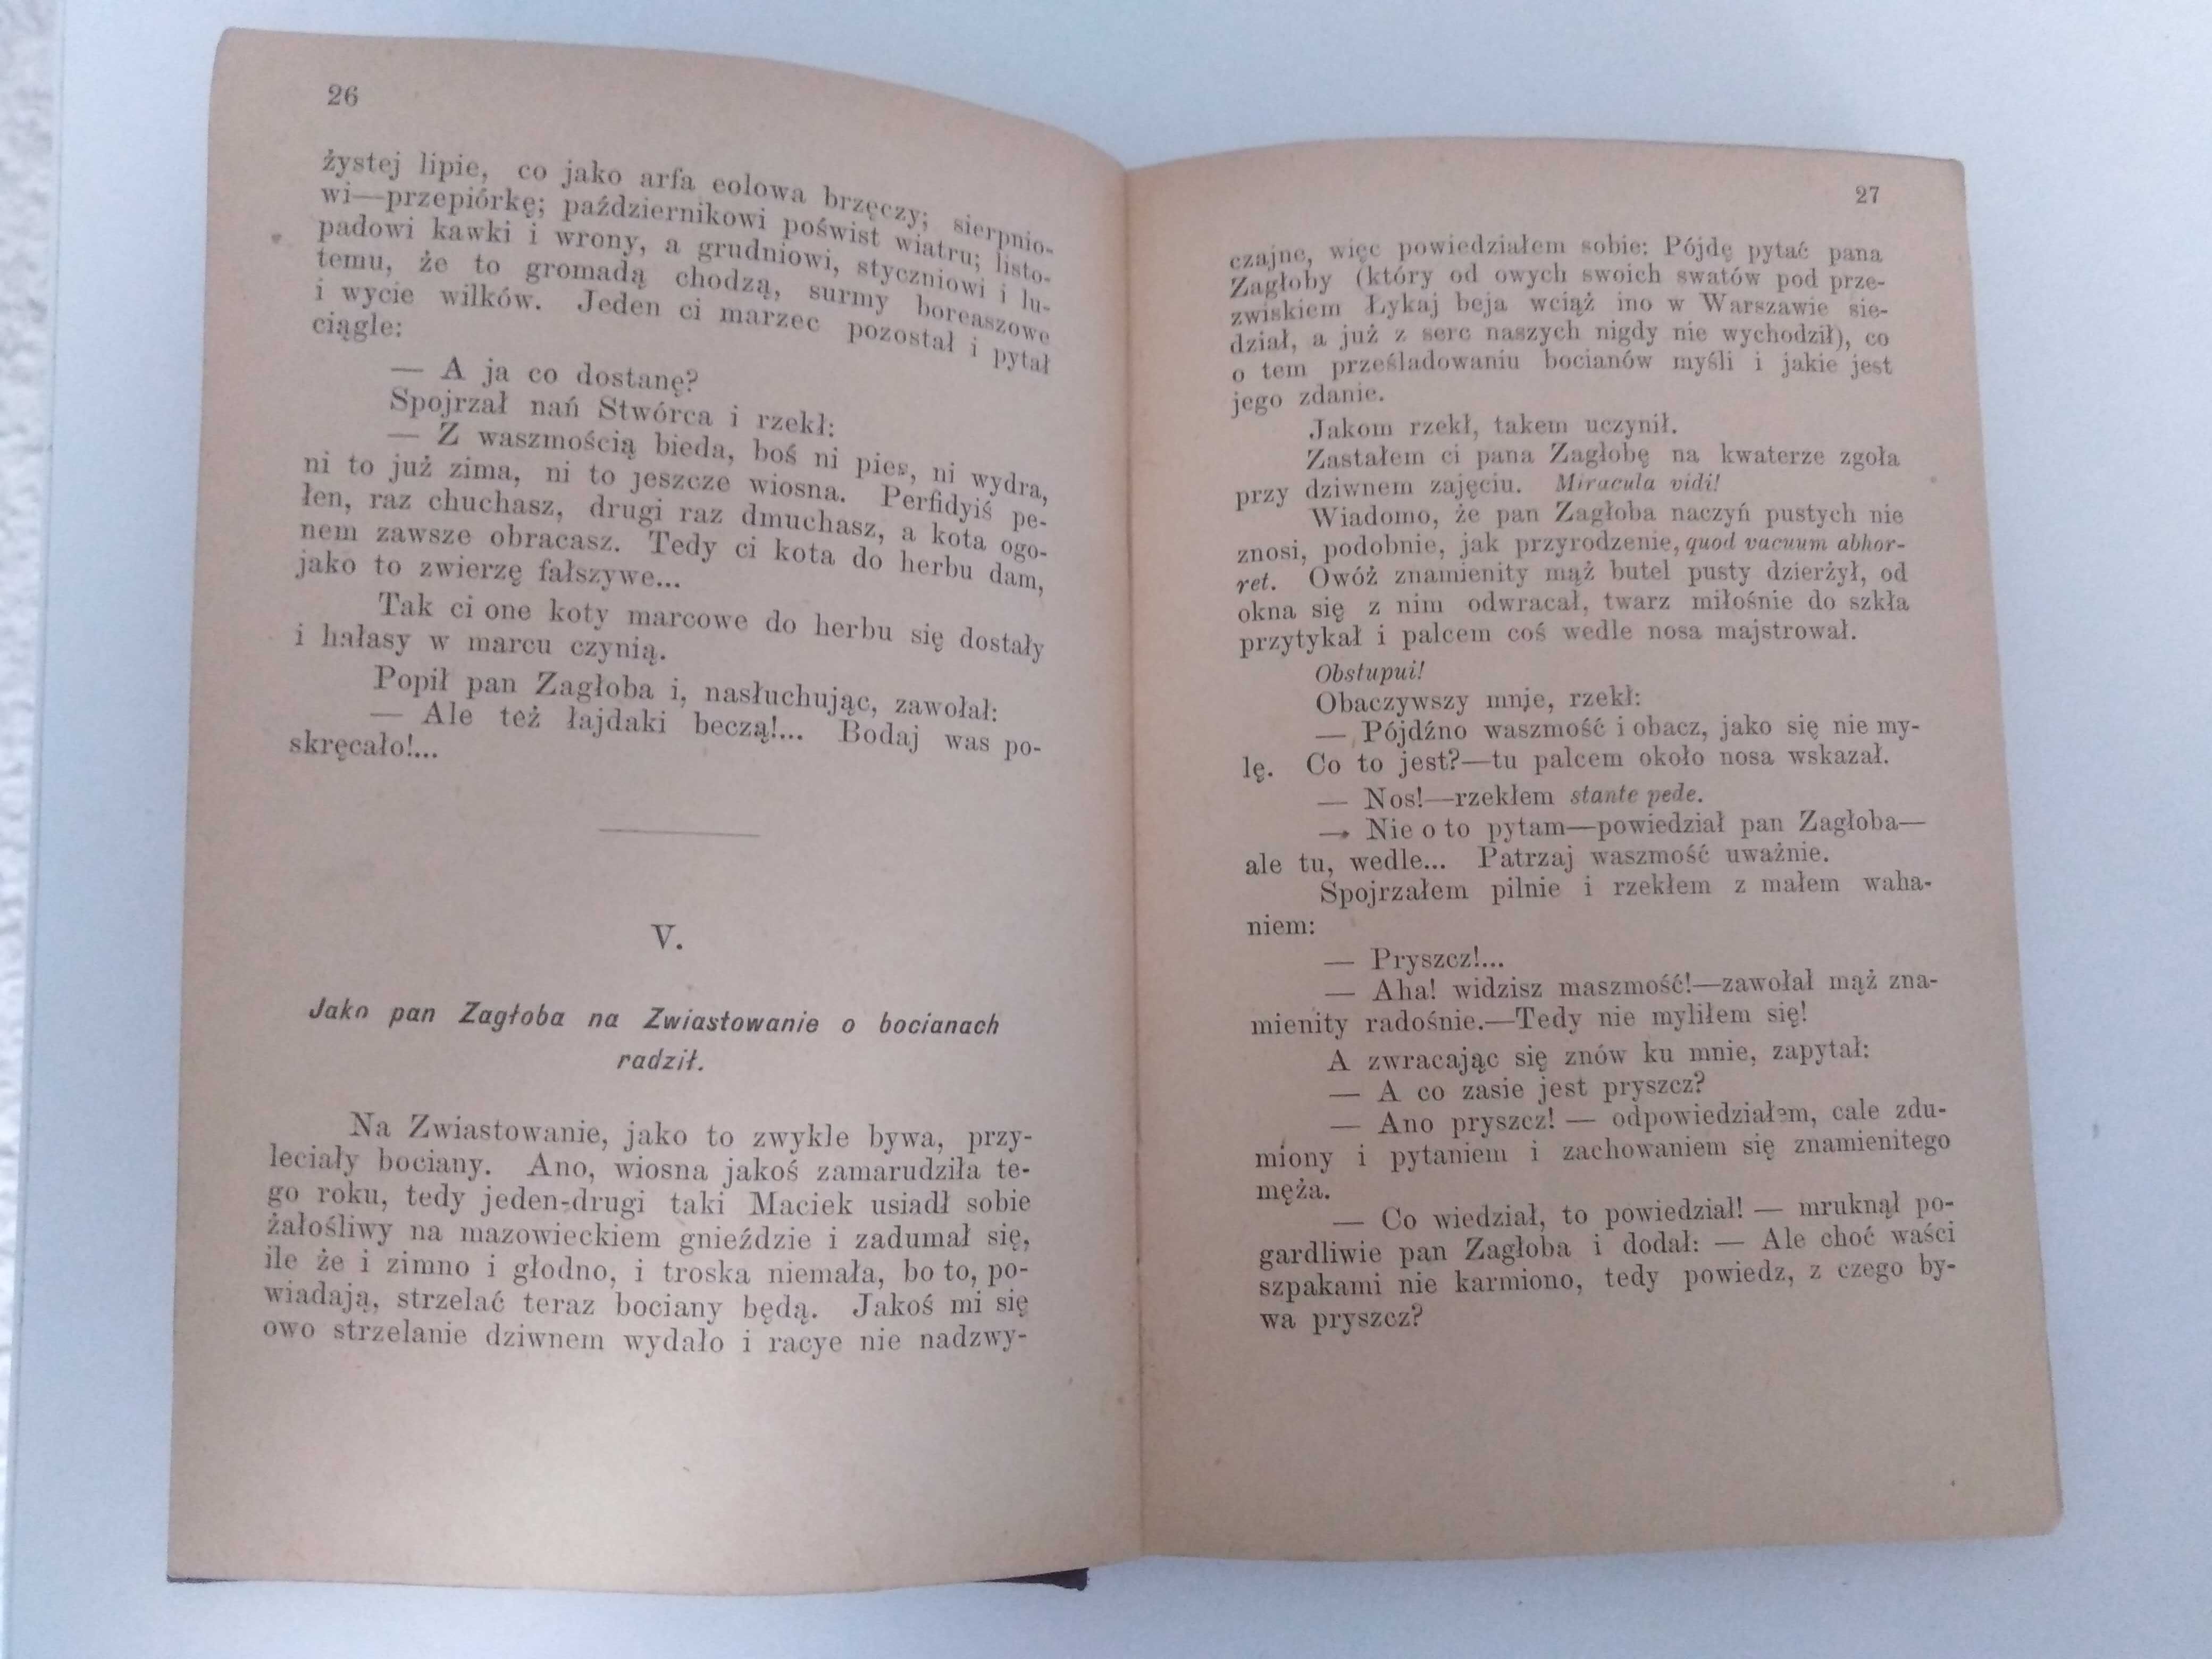 26
żystej lipie, co jako arfa eolowa brzęczy; sierpnio-
wi—przepiórkę; październikowi poświst wiatru; listo-
padowi kawki i wrony, a grudniowi, styczniowi i lu-
temu, że to gromadą chodzą, surmy boreaszowe
i wycie wilków. Jeden ci marzec pozostał i pytał
ciągle:
— A ja co dostanę?
Spojrzał nań Stwórca i rzekł:
— Z waszmością bieda, boś ni pies, ni wydra,
ni to już zima, ni to jeszcze wiosna. Perfidyiś pe-
łen, raz chuchasz, drugi raz dmuchasz, a kota ogo-
nem zawsze obracasz. Tedy ci kota do herbu dam,
jako to zwierzę fałszywe...
Tak ci one koty marcowe do herbu się dostały
i hałasy w marcu czynią.
Popił pan Zagłoba i, nasłuchując, zawołał:
— Ale też łajdaki beczą!... Bodaj was po-
skręcało!...
V.
Jako pan Zagłoba na Zwiastowanie o bocianach
radził.
Na Zwiastowanie, jako to zwykle bywa, przy-
leciały bociany. Ano, wiosna jakoś zamarudziła te-
go roku, tedy jeden-drugi taki Maciek usiadł sobie
żałośliwy na mazowieckiem gnieździe i zadumał się,
ile że i zimno i głodno, i troska niemała, bo to, po-
wiadają, strzelać teraz bociany będą. Jakoś mi się
owo strzelanie dziwnem wydało i racye nie nadzwy-
27
czajne, więc powiedziałem sobie: Pójdę pytać pana
Zagłoby (który od owych swoich swatów pod prze-
zwiskiem Łykaj beja wciąż ino w Warszawie sie-
dział, a już z serc naszych nigdy nie wychodził), co
o tem prześladowaniu bocianów myśli i jakie jest
jego zdanie.
Jakom rzekł, takem uczynił.
Zastałem ci pana Zagłobę na kwaterze zgoła
przy dziwnem zajęciu. Miracula vidi!
Wiadomo, że pan Zagłoba naczyń pustych nie
znosi, podobnie, jak przyrodzenie, quod vacuum abhor-
ret. Owóż znamienity mąż butel pusty dzierżył, od
okna się z nim odwracał, twarz miłośnie do szkła
przytykał i palcem coś wedle nosa majstrował.
Obstupui!
Obaczywszy mnie, rzekł:
— Pójdźno waszmość i obacz, jako się nie my-
lę. Co to jest?—tu palcem około nosa wskazał.
— Nos!—rzekłem stante pede.
— Nie o to pytam—powiedział pan Zagłoba—
ale tu, wedle... Patrzaj waszmość uważnie.
Spojrzałem pilnie i rzekłem z małem waha-
niem:
— Pryszcz!...
— Aha! widzisz maszmość!—zawołał mąż zna-
mienity radośnie.—Tedy nie myliłem się!
A zwracając się znów ku mnie, zapytał:
— A co zasie jest pryszcz?
— Ano pryszcz! — odpowiedziałem, cale zdu-
miony i pytaniem i zachowaniem się znamienitego
męża.
— Co wiedział, to powiedział! — mruknął po-
gardliwie pan Zagłoba i dodał: — Ale choć waści
szpakami nie karmiono, tedy powiedz, z czego by-
wa pryszcz?